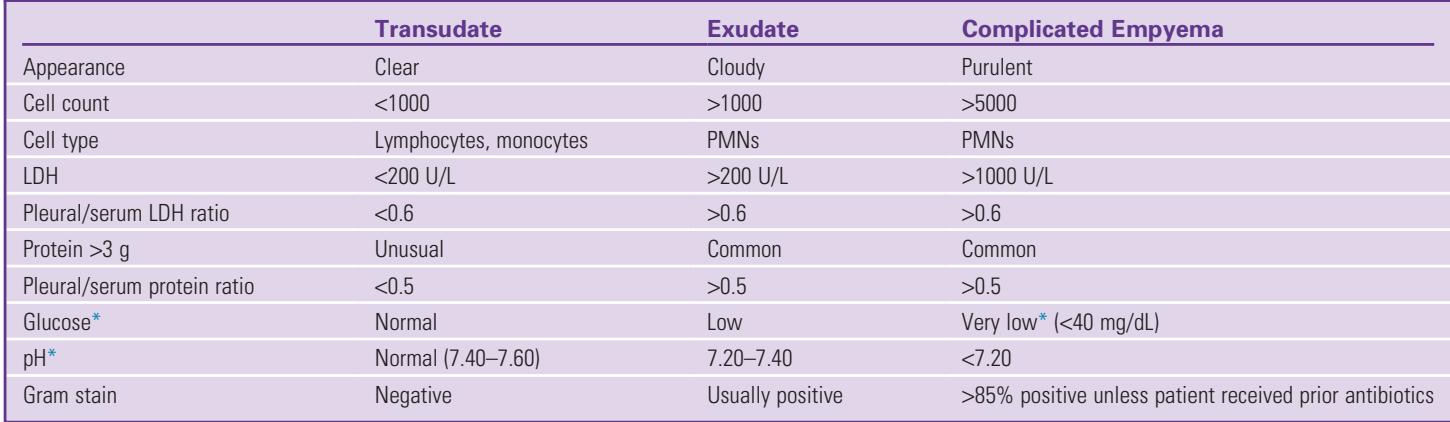 Transudate Exudate Complicated Empyema
Appearance Clear Cloudy Purulent
Cell count <1000 >1000 >5000
Cell type Lymphocytes, monocytes PMNs PMNs
LDH <200 U/L >200 U/L >1000 U/L
Pleural/serum LDH ratio <0.6 >0.6 >0.6
Protein >3 g Unusual Common Common
Pleural/serum protein ratio <0.5 >0.5 >0.5
Glucose* Normal Low Very low* (<40 mg/dL)
pH* Normal (7.40–7.60) 7.20–7.40 <7.20
Gram stain Negative Usually positive >85% positive unless patient received prior antibiotics